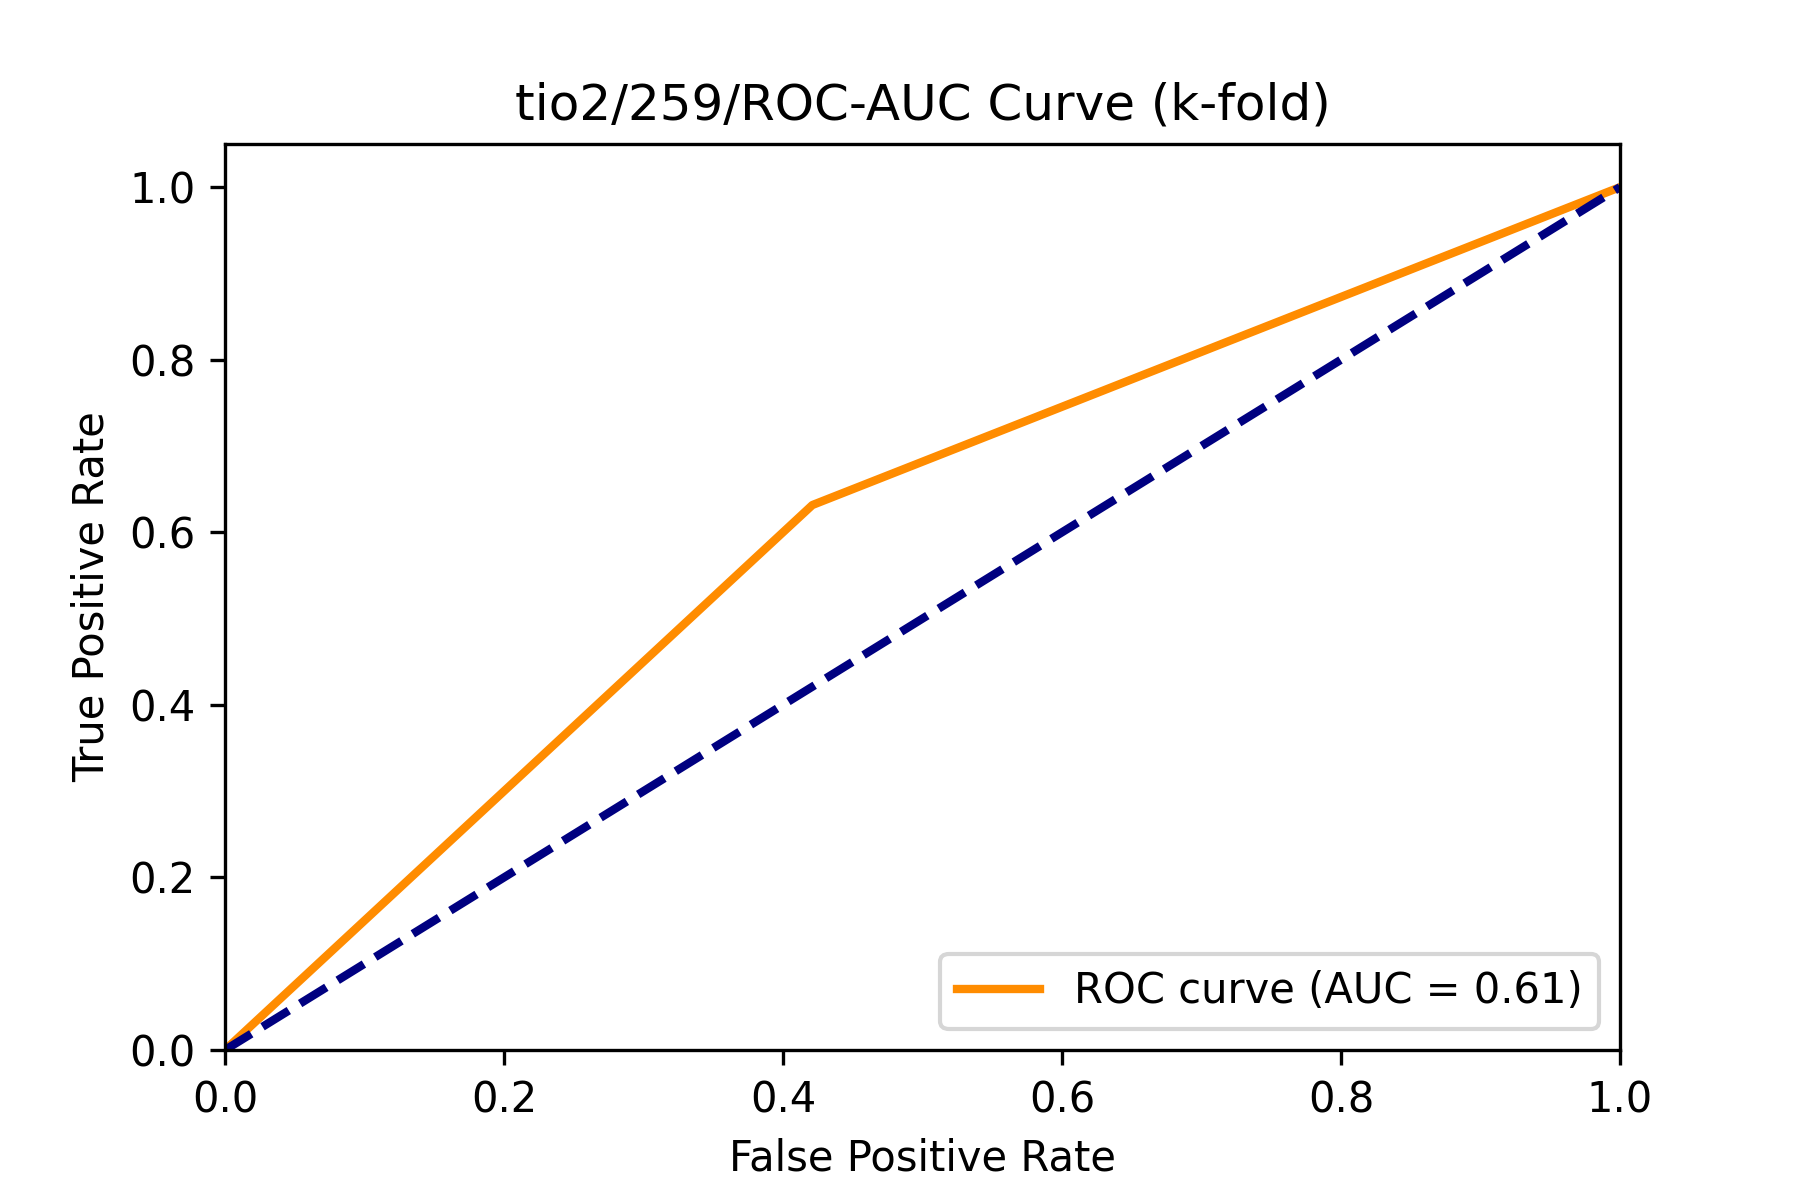 tio2/259/ROC-AUC Curve (k-fold)
True Positive Rate
1.0
0.8
0.6
0.4
0.2
0.0
0.0 0.2 0.4 0.6 0.8 1.0
False Positive Rate
ROC curve (AUC = 0.61)